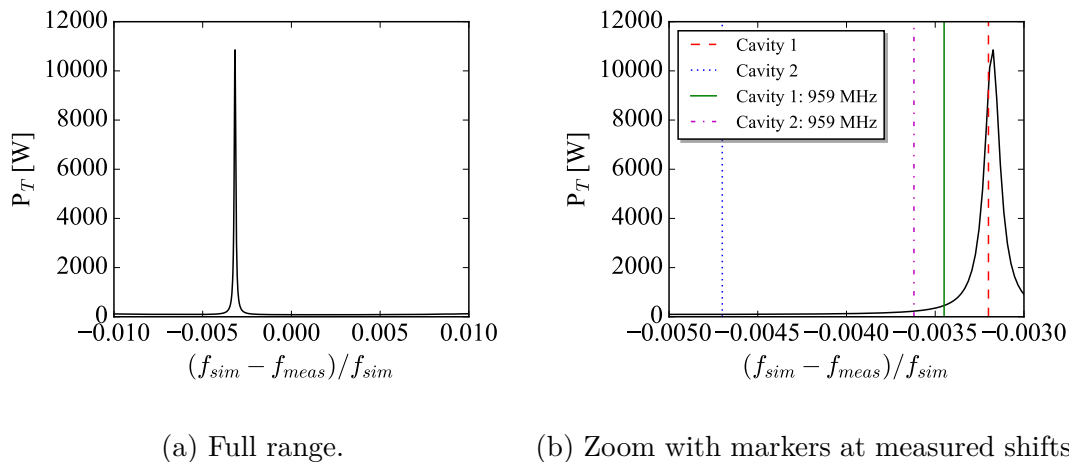 12000
10000
8000
6000
4000
2000
0
P_T [W]
−0.010 −0.005 0.000 0.005 0.010
(f_sim − f_meas)/f_sim
(a) Full range.
12000
10000
8000
6000
4000
2000
0
P_T [W]
Cavity 1
Cavity 2
Cavity 1: 959 MHz
Cavity 2: 959 MHz
−0.0050 −0.0045 −0.0040 −0.0035 −0.0030
(f_sim − f_meas)/f_sim
(b) Zoom with markers at measured shifts